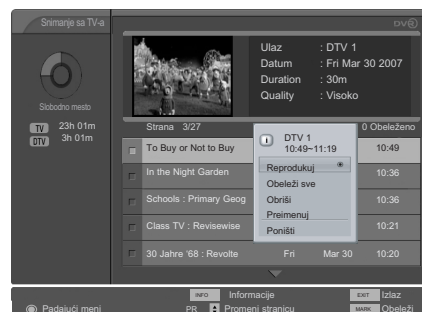 Snimanje sa TV-a
DVR
Slobodno mesto
TV 23h 01m
DTV 3h 01m
Ulaz : DTV 1
Datum : Fri Mar 30 2007
Duration : 30m
Quality : Visoko
Strana 3/27
0 Obeleženo
To Buy or Not to Buy 10:49
In the Night Garden 10:36
Schools : Primary Geog 10:36
Class TV : Revisewise 10:21
30 Jahre '68 : Revolte Fri Mar 30 10:20
i DTV 1
10:49~11:19
Reprodukuj
Obeleži sve
Obriši
Preimenuj
Poništi
INFO Informacije EXIT Izlaz
Padajući meni PR Promeni stranicu MARK Obeleži